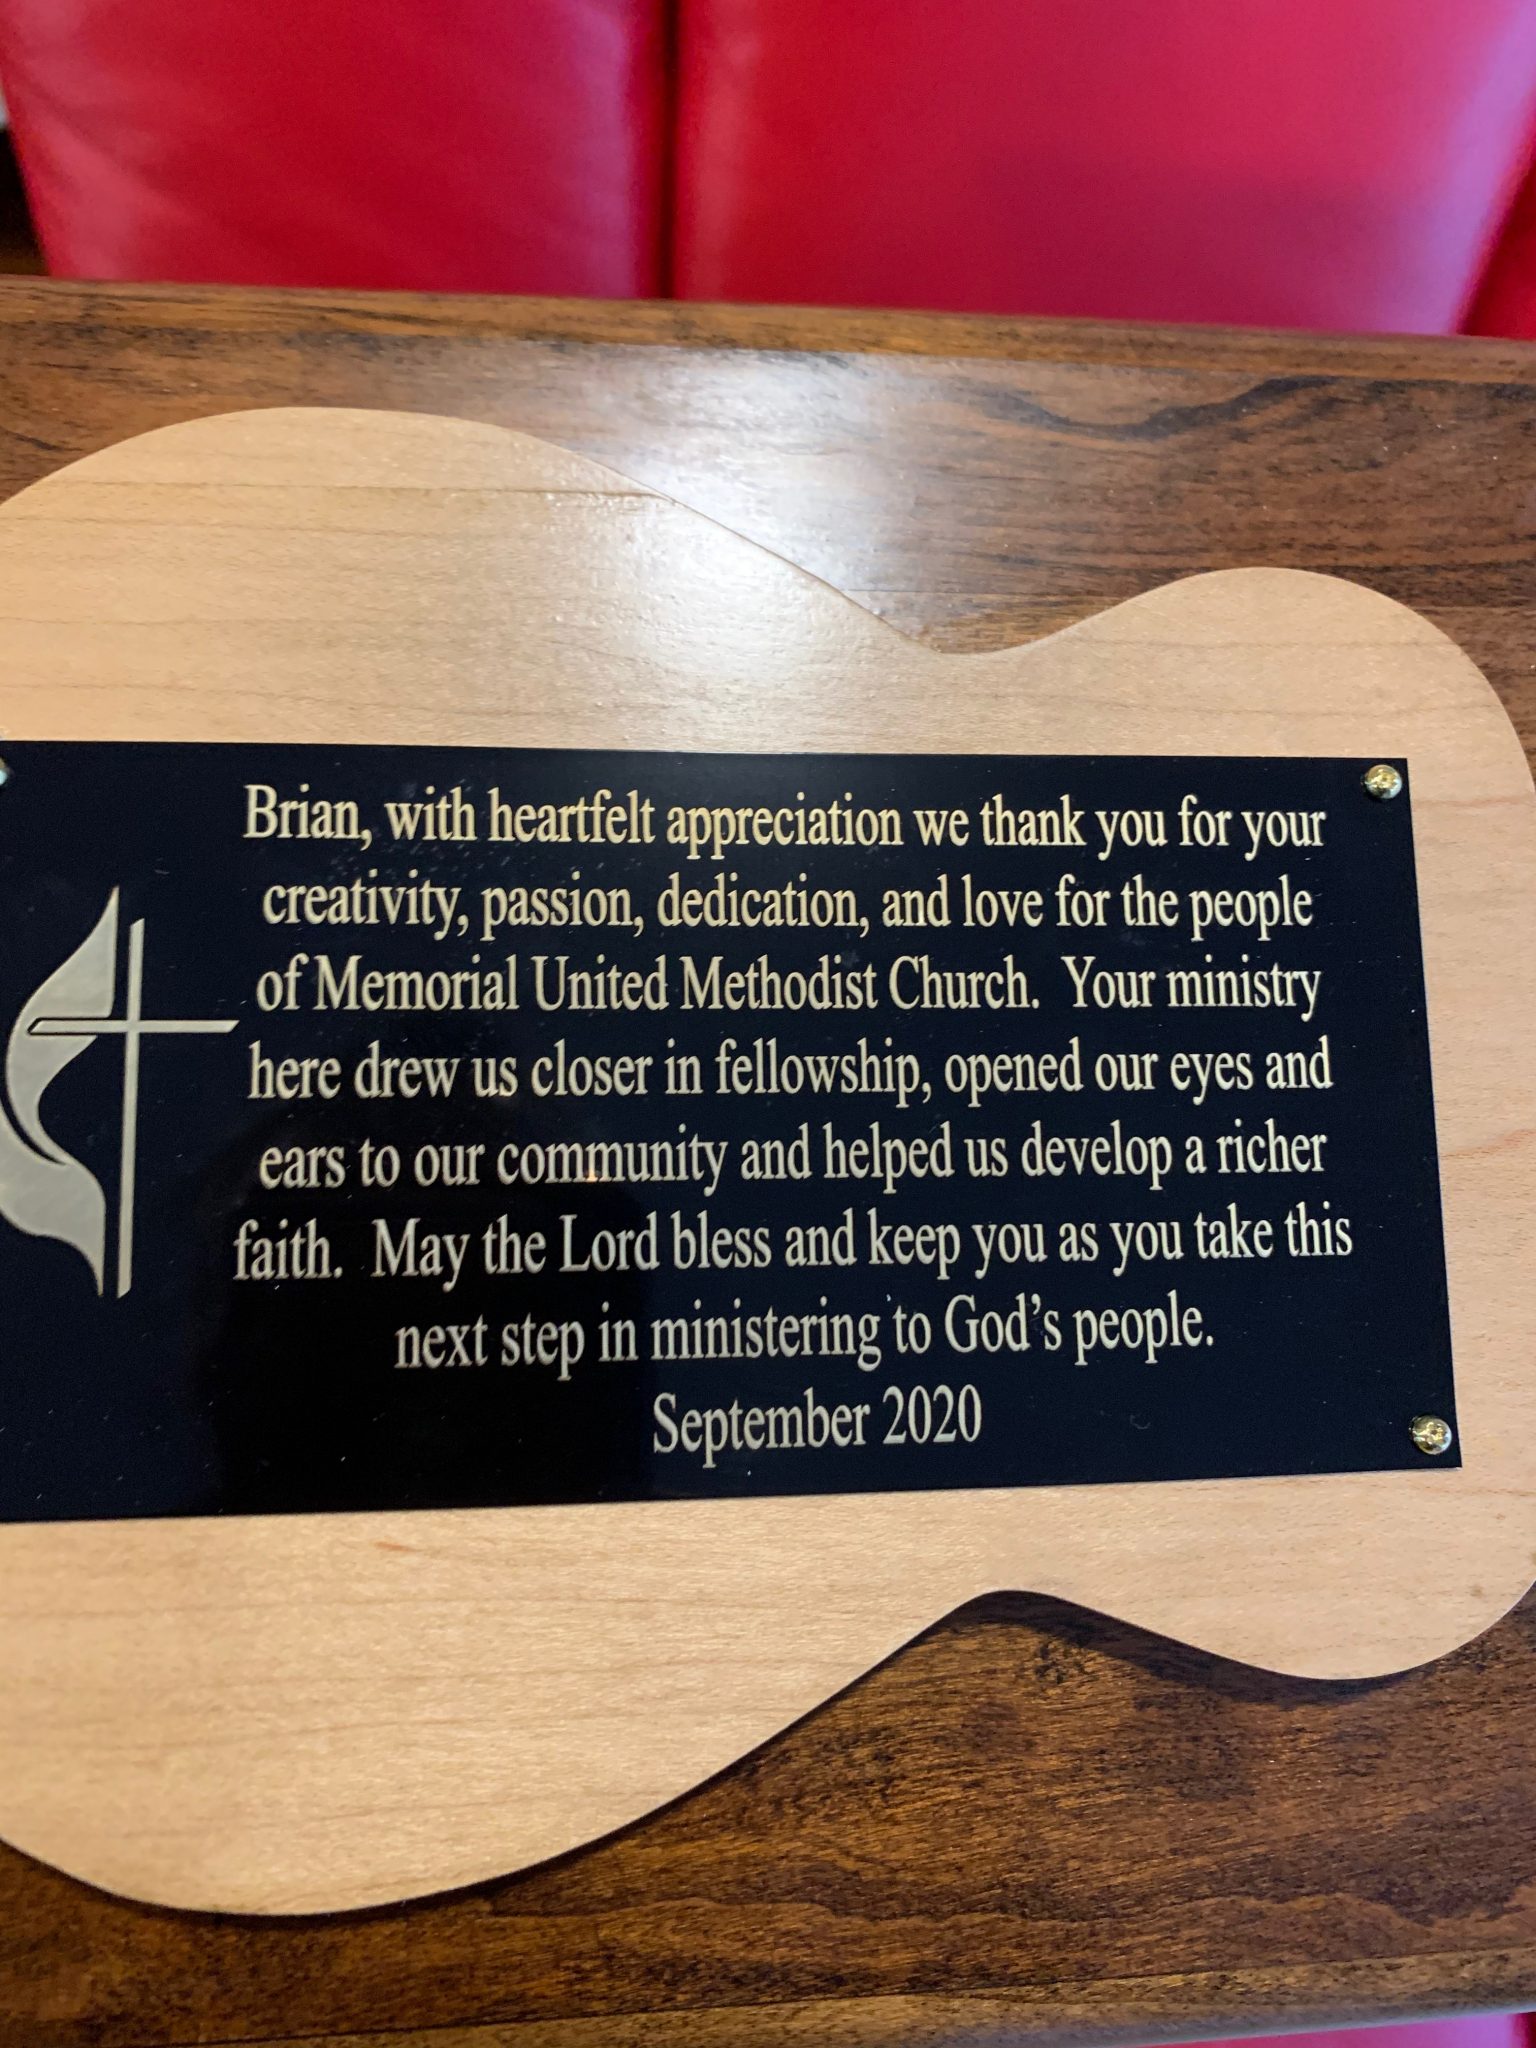 Brian, with heartfelt appreciation we thank you for your
creativity, passion, dedication, and love for the people
of Memorial United Methodist Church.  Your ministry
here drew us closer in fellowship, opened our eyes and
ears to our community and helped us develop a richer
faith.  May the Lord bless and keep you as you take this
next step in ministering to God’s people.
September 2020